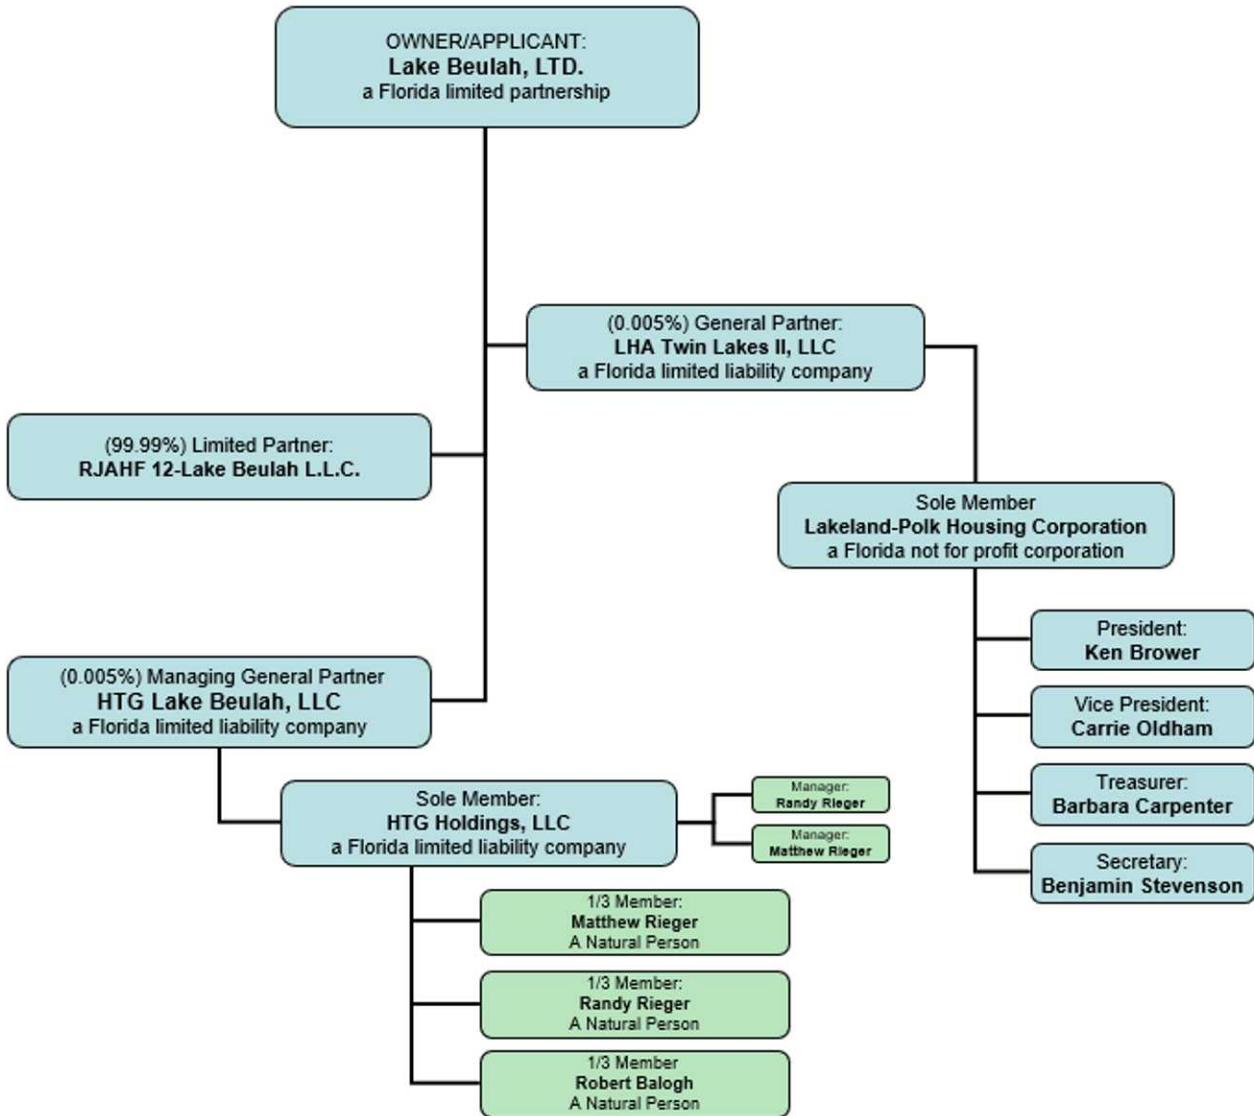 OWNER/APPLICANT:
Lake Beulah, LTD.
a Florida limited partnership
(0.005%) General Partner:
LHA Twin Lakes II, LLC
a Florida limited liability company
(99.99%) Limited Partner:
RJAHF 12-Lake Beulah L.L.C.
Sole Member
Lakeland-Polk Housing Corporation
a Florida not for profit corporation
President:
Ken Brower
Vice President:
Carrie Oldham
Treasurer:
Barbara Carpenter
Secretary:
Benjamin Stevenson
(0.005%) Managing General Partner
HTG Lake Beulah, LLC
a Florida limited liability company
Sole Member:
HTG Holdings, LLC
a Florida limited liability company
Manager:
Randy Rieger
Manager:
Matthew Rieger
1/3 Member:
Matthew Rieger
A Natural Person
1/3 Member:
Randy Rieger
A Natural Person
1/3 Member
Robert Balogh
A Natural Person